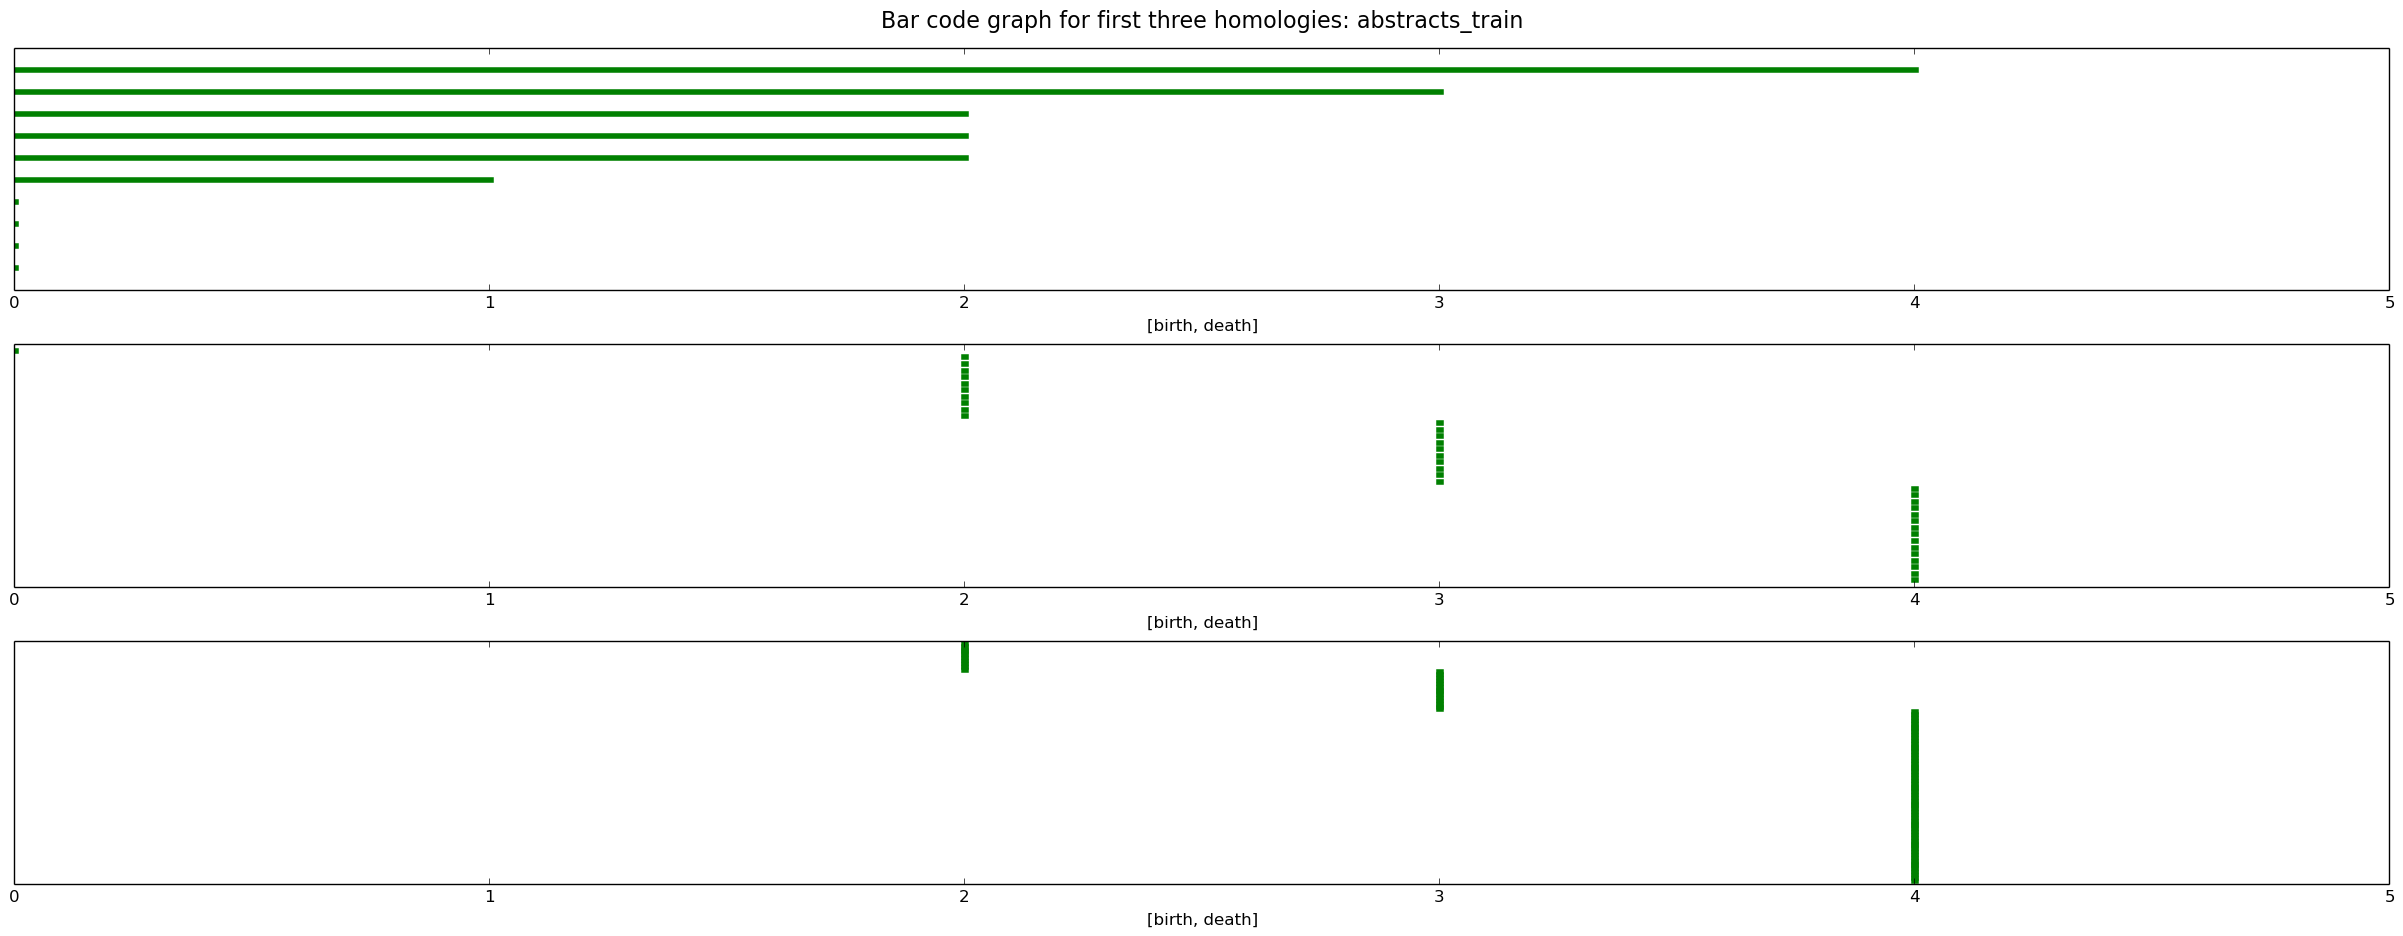 Bar code graph for first three homologies: abstracts_train
0 1 2 3 4 5
[birth, death]
0 1 2 3 4 5
[birth, death]
0 1 2 3 4 5
[birth, death]